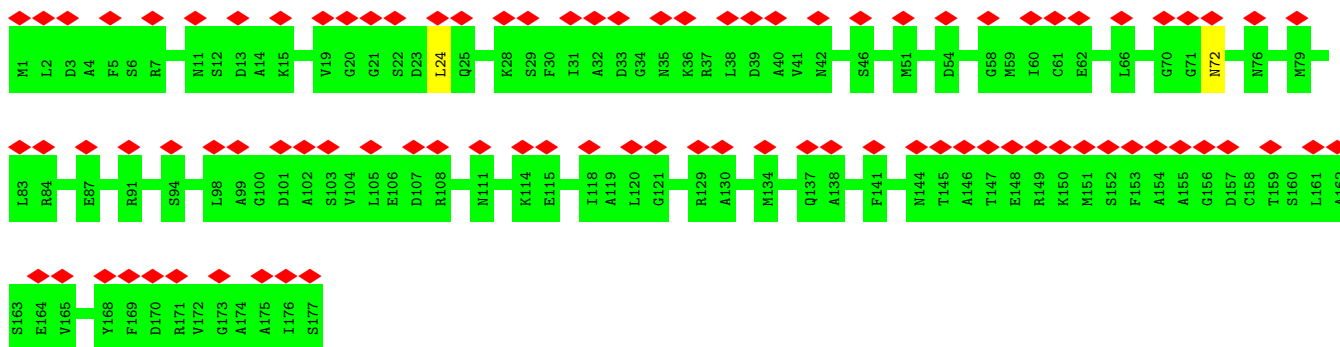 M1 L2 D3 A4 F5 S6 R7 N11 S12 D13 A14 K15 V19 G20 G21 S22 D23 L24 Q25 K28 S29 F30 I31 A32 D33 G34 N35 K36 R37 L38 D39 A40 V41 N42 S46 M51 D54 G58 M59 I60 C61 E62 L66 G70 G71 N72 N76 M79
L83 R84 E87 R91 S94 L98 A99 G100 D101 A102 S103 V104 L105 E106 D107 R108 N111 K114 E115 I118 A119 L120 G121 R129 A130 M134 Q137 A138 F141 N144 T145 A146 T147 E148 R149 K150 M151 S152 F153 A154 A155 G156 D157 C158 T159 S160 L161 A162
S163 E164 V165 Y168 F169 D170 R171 V172 G173 A174 A175 I176 S177